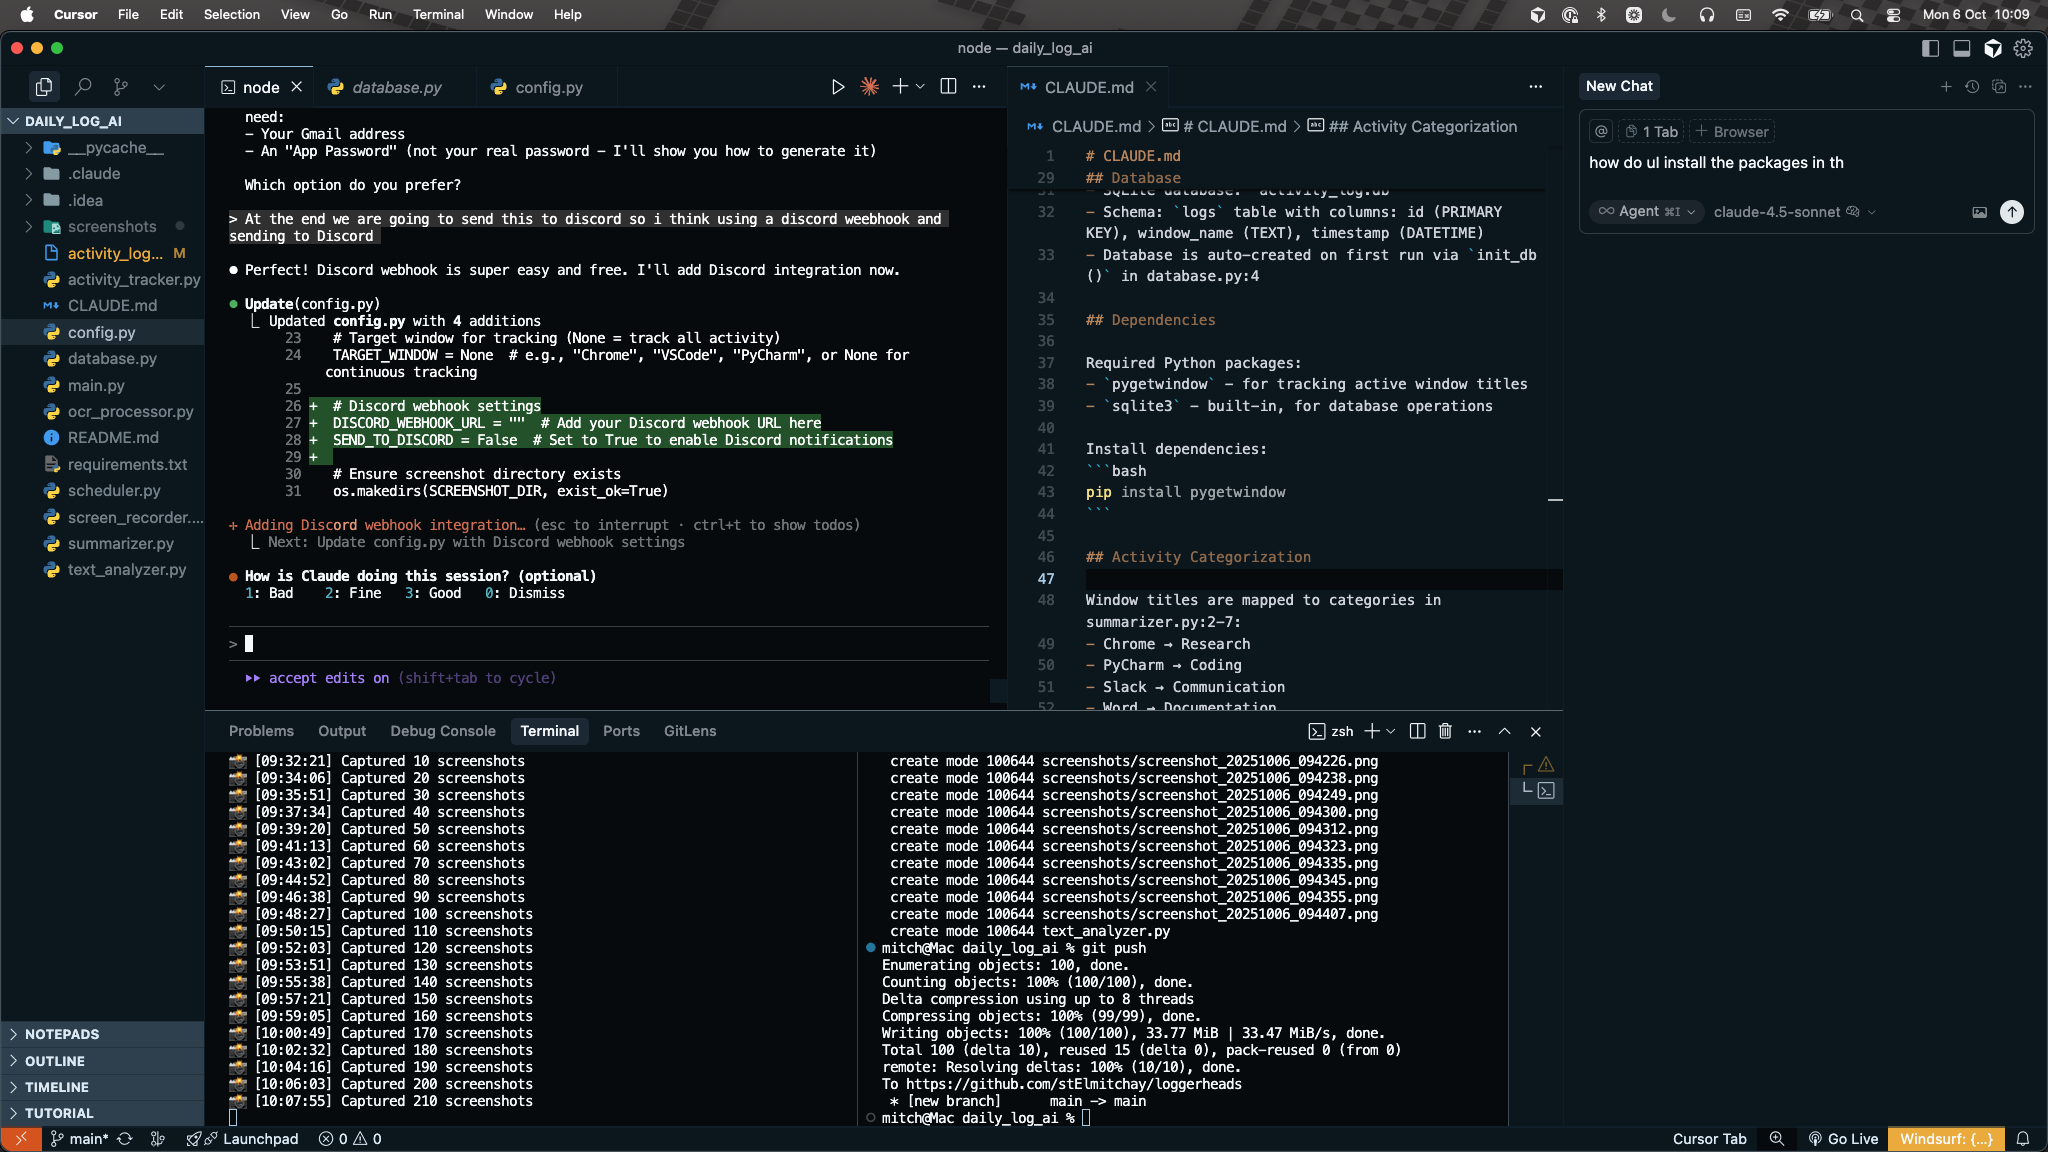 Cursor File Edit Selection View Go Run Terminal Window Help
Mon 6 Oct 10:09
node — daily_log_ai
DAILY_LOG_AI
__pycache__
.claude
.idea
screenshots
activity_log... M
activity_tracker.py
CLAUDE.md
config.py
database.py
main.py
ocr_processor.py
README.md
requirements.txt
scheduler.py
screen_recorder....
summarizer.py
text_analyzer.py
NOTEPADS
OUTLINE
TIMELINE
TUTORIAL
node database.py config.py
need:
- Your Gmail address
- An "App Password" (not your real password - I'll show you how to generate it)
Which option do you prefer?
> At the end we are going to send this to discord so i think using a discord weebhook and
sending to Discord
Perfect! Discord webhook is super easy and free. I'll add Discord integration now.
Update(config.py)
Updated config.py with 4 additions
23 # Target window for tracking (None = track all activity)
24 TARGET_WINDOW = None # e.g., "Chrome", "VSCode", "PyCharm", or None for
continuous tracking
25
26 + # Discord webhook settings
27 + DISCORD_WEBHOOK_URL = "" # Add your Discord webhook URL here
28 + SEND_TO_DISCORD = False # Set to True to enable Discord notifications
29 +
30 # Ensure screenshot directory exists
31 os.makedirs(SCREENSHOT_DIR, exist_ok=True)
Adding Discord webhook integration… (esc to interrupt · ctrl+t to show todos)
Next: Update config.py with Discord webhook settings
How is Claude doing this session? (optional)
1: Bad 2: Fine 3: Good 0: Dismiss
>
accept edits on (shift+tab to cycle)
CLAUDE.md
CLAUDE.md > # CLAUDE.md > ## Activity Categorization
1 # CLAUDE.md
29 ## Database
31 - SQLite database: `activity_log.db`
32 - Schema: `logs` table with columns: id (PRIMARY
KEY), window_name (TEXT), timestamp (DATETIME)
33 - Database is auto-created on first run via `init_db
()` in database.py:4
34
35 ## Dependencies
36
37 Required Python packages:
38 - `pygetwindow` - for tracking active window titles
39 - `sqlite3` - built-in, for database operations
40
41 Install dependencies:
42 ```bash
43 pip install pygetwindow
44 ```
45
46 ## Activity Categorization
47
48 Window titles are mapped to categories in
summarizer.py:2-7:
49 - Chrome → Research
50 - PyCharm → Coding
51 - Slack → Communication
52 - Word → Documentation
New Chat
@ 1 Tab + Browser
how do ul install the packages in th
Agent ⌘I claude-4.5-sonnet
Problems Output Debug Console Terminal Ports GitLens
zsh
[09:32:21] Captured 10 screenshots
[09:34:06] Captured 20 screenshots
[09:35:51] Captured 30 screenshots
[09:37:34] Captured 40 screenshots
[09:39:20] Captured 50 screenshots
[09:41:13] Captured 60 screenshots
[09:43:02] Captured 70 screenshots
[09:44:52] Captured 80 screenshots
[09:46:38] Captured 90 screenshots
[09:48:27] Captured 100 screenshots
[09:50:15] Captured 110 screenshots
[09:52:03] Captured 120 screenshots
[09:53:51] Captured 130 screenshots
[09:55:38] Captured 140 screenshots
[09:57:21] Captured 150 screenshots
[09:59:05] Captured 160 screenshots
[10:00:49] Captured 170 screenshots
[10:02:32] Captured 180 screenshots
[10:04:16] Captured 190 screenshots
[10:06:03] Captured 200 screenshots
[10:07:55] Captured 210 screenshots
create mode 100644 screenshots/screenshot_20251006_094226.png
create mode 100644 screenshots/screenshot_20251006_094238.png
create mode 100644 screenshots/screenshot_20251006_094249.png
create mode 100644 screenshots/screenshot_20251006_094300.png
create mode 100644 screenshots/screenshot_20251006_094312.png
create mode 100644 screenshots/screenshot_20251006_094323.png
create mode 100644 screenshots/screenshot_20251006_094335.png
create mode 100644 screenshots/screenshot_20251006_094345.png
create mode 100644 screenshots/screenshot_20251006_094355.png
create mode 100644 screenshots/screenshot_20251006_094407.png
create mode 100644 text_analyzer.py
mitch@Mac daily_log_ai % git push
Enumerating objects: 100, done.
Counting objects: 100% (100/100), done.
Delta compression using up to 8 threads
Compressing objects: 100% (99/99), done.
Writing objects: 100% (100/100), 33.77 MiB | 33.47 MiB/s, done.
Total 100 (delta 10), reused 15 (delta 0), pack-reused 0 (from 0)
remote: Resolving deltas: 100% (10/10), done.
To https://github.com/stElmitchay/loggerheads
* [new branch] main -> main
mitch@Mac daily_log_ai %
main* Launchpad 0 0
Cursor Tab Go Live Windsurf: {...}